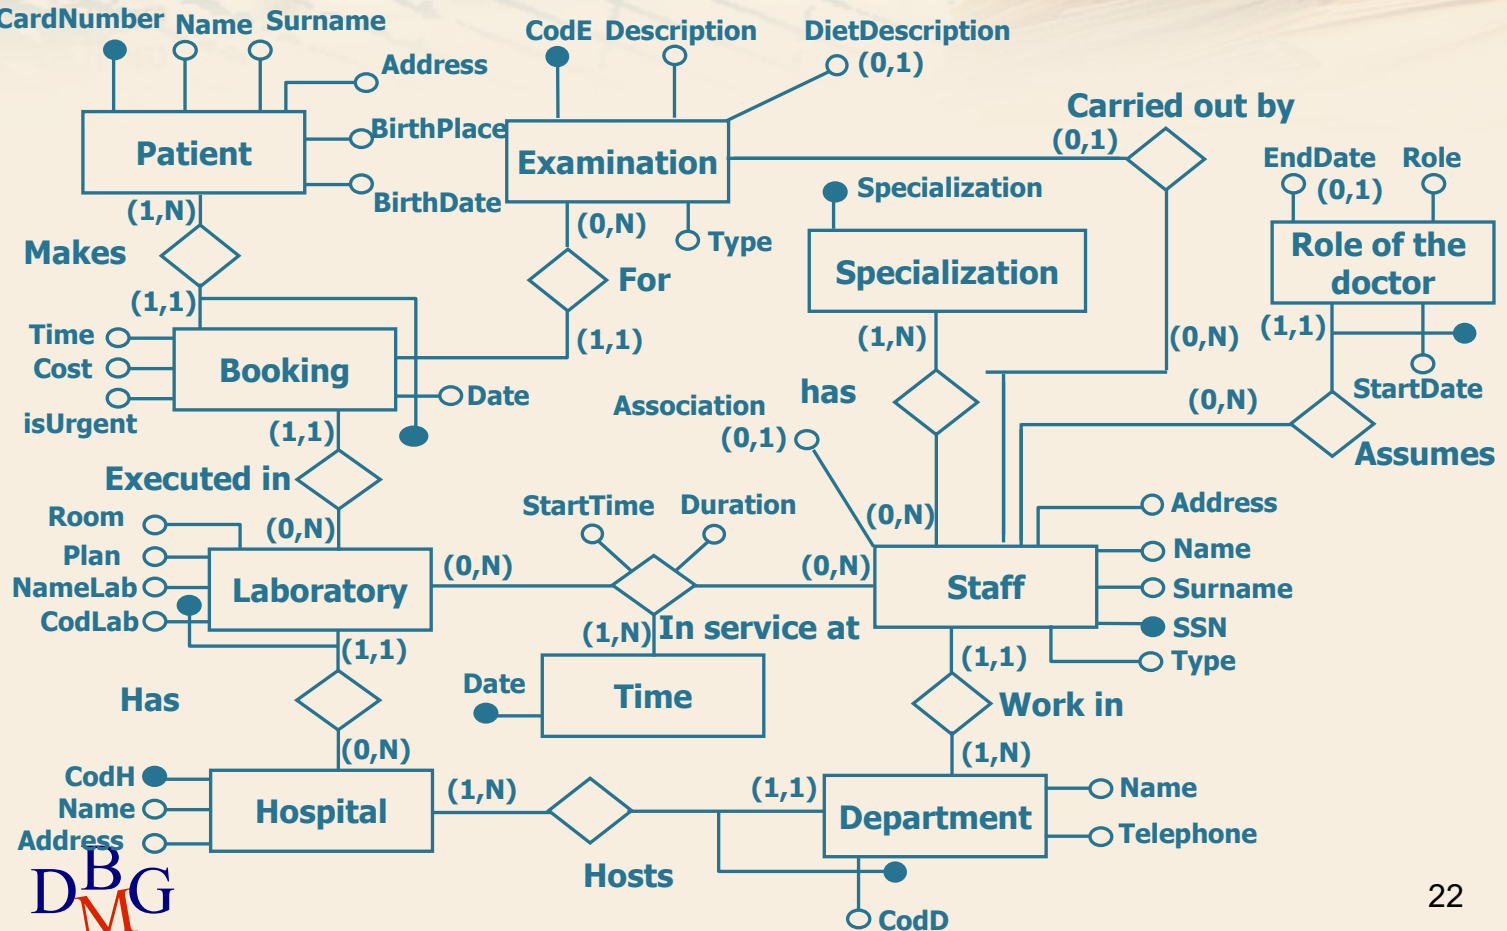 CardNumber
Name
Surname
Address
BirthPlace
BirthDate
Patient
(1,N)
Makes
(1,1)
CodE
Description
DietDescription
(0,1)
Examination
(0,N)
Type
For
(1,1)
Carried out by
(0,1)
(0,N)
Specialization
Specialization
(1,N)
has
(0,N)
EndDate
(0,1)
Role
Role of the
doctor
(1,1)
StartDate
(0,N)
Assumes
Time
Cost
isUrgent
Booking
Date
(1,1)
Executed in
(0,N)
Association
(0,1)
Room
Plan
NameLab
CodLab
Laboratory
(0,N)
StartTime
Duration
(0,N)
In service at
(1,N)
Date
Time
Staff
Address
Name
Surname
SSN
Type
(1,1)
Work in
(1,N)
(1,1)
Has
(0,N)
CodH
Name
Address
Hospital
(1,N)
Hosts
(1,1)
Department
Name
Telephone
CodD
DBMG
22